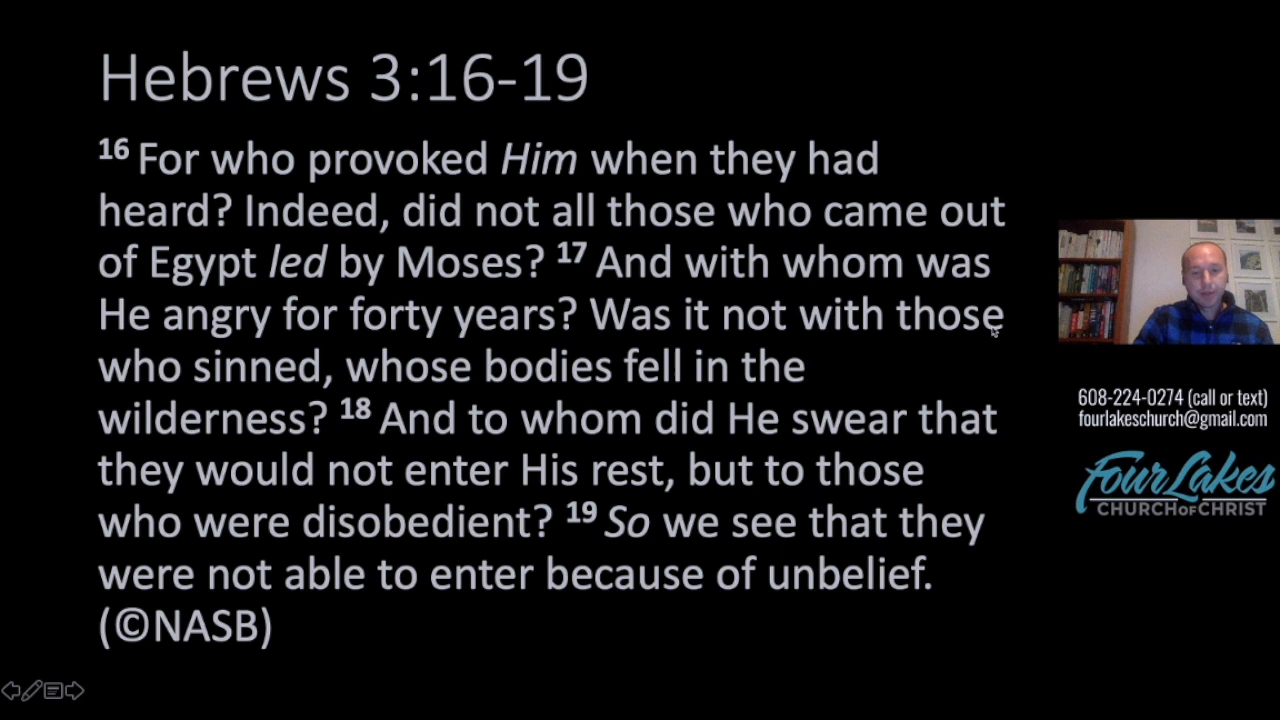 Hebrews 3:16-19
16 For who provoked Him when they had
heard? Indeed, did not all those who came out
of Egypt led by Moses? 17 And with whom was
He angry for forty years? Was it not with those
who sinned, whose bodies fell in the
wilderness? 18 And to whom did He swear that
they would not enter His rest, but to those
who were disobedient? 19 So we see that they
were not able to enter because of unbelief.
(©NASB)
608-224-0274 (call or text)
fourlakeschurch@gmail.com
Four Lakes
CHURCH OF CHRIST